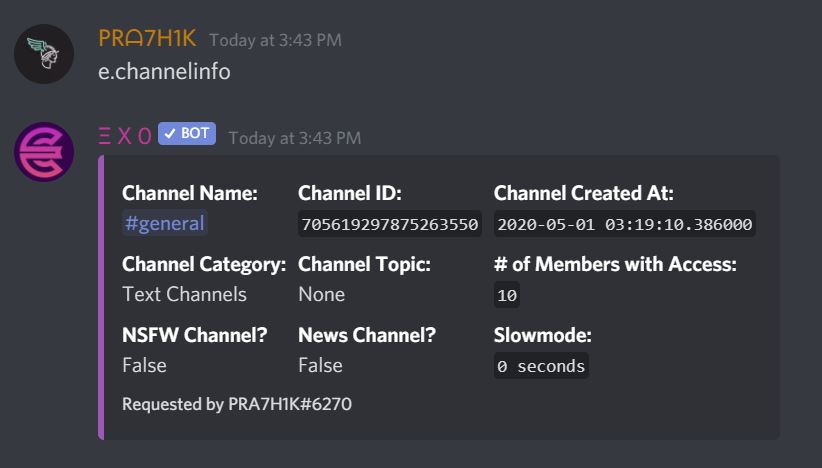 PRᗩ7H1K Today at 3:43 PM
e.channelinfo
Ξ X 0 ✓ BOT Today at 3:43 PM
Channel Name: Channel ID: Channel Created At:
#general 705619297875263550 2020-05-01 03:19:10.386000
Channel Category: Channel Topic: # of Members with Access:
Text Channels None 10
NSFW Channel? News Channel? Slowmode:
False False 0 seconds
Requested by PRA7H1K#6270